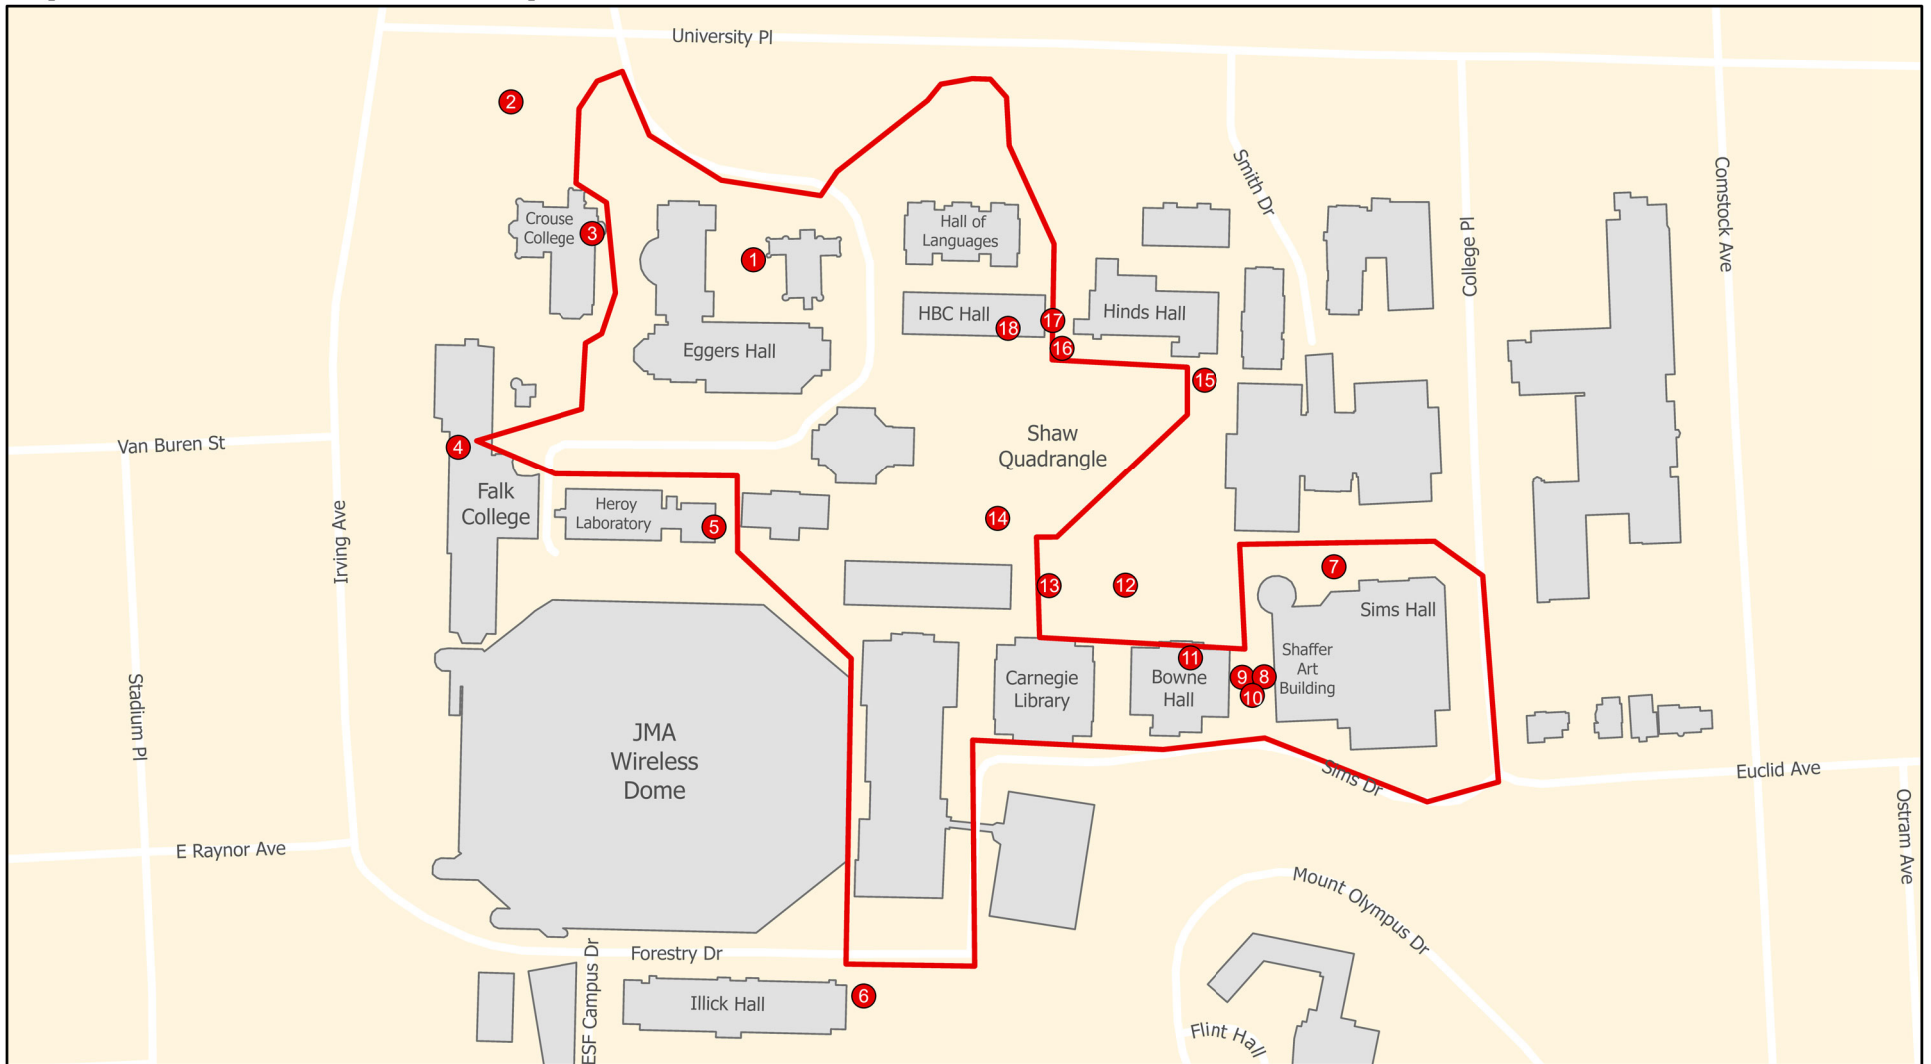 University Pl
2
Smith Dr
Comstock Ave
College Pl
Crouse
College
3
1
Hall of
Languages
HBC Hall
18
17
16
Hinds Hall
Eggers Hall
15
Van Buren St
4
Shaw
Quadrangle
Falk
College
Heroy
Laboratory
5
14
Irving Ave
7
13
12
Sims Hall
Stadium Pl
Carnegie
Library
11
Bowne
Hall
9
8
10
Shaffer
Art
Building
JMA
Wireless
Dome
Sims Dr
Euclid Ave
Ostram Ave
E Raynor Ave
Mount Olympus Dr
Forestry Dr
ESF Campus Dr
Illick Hall
6
Flint Hall